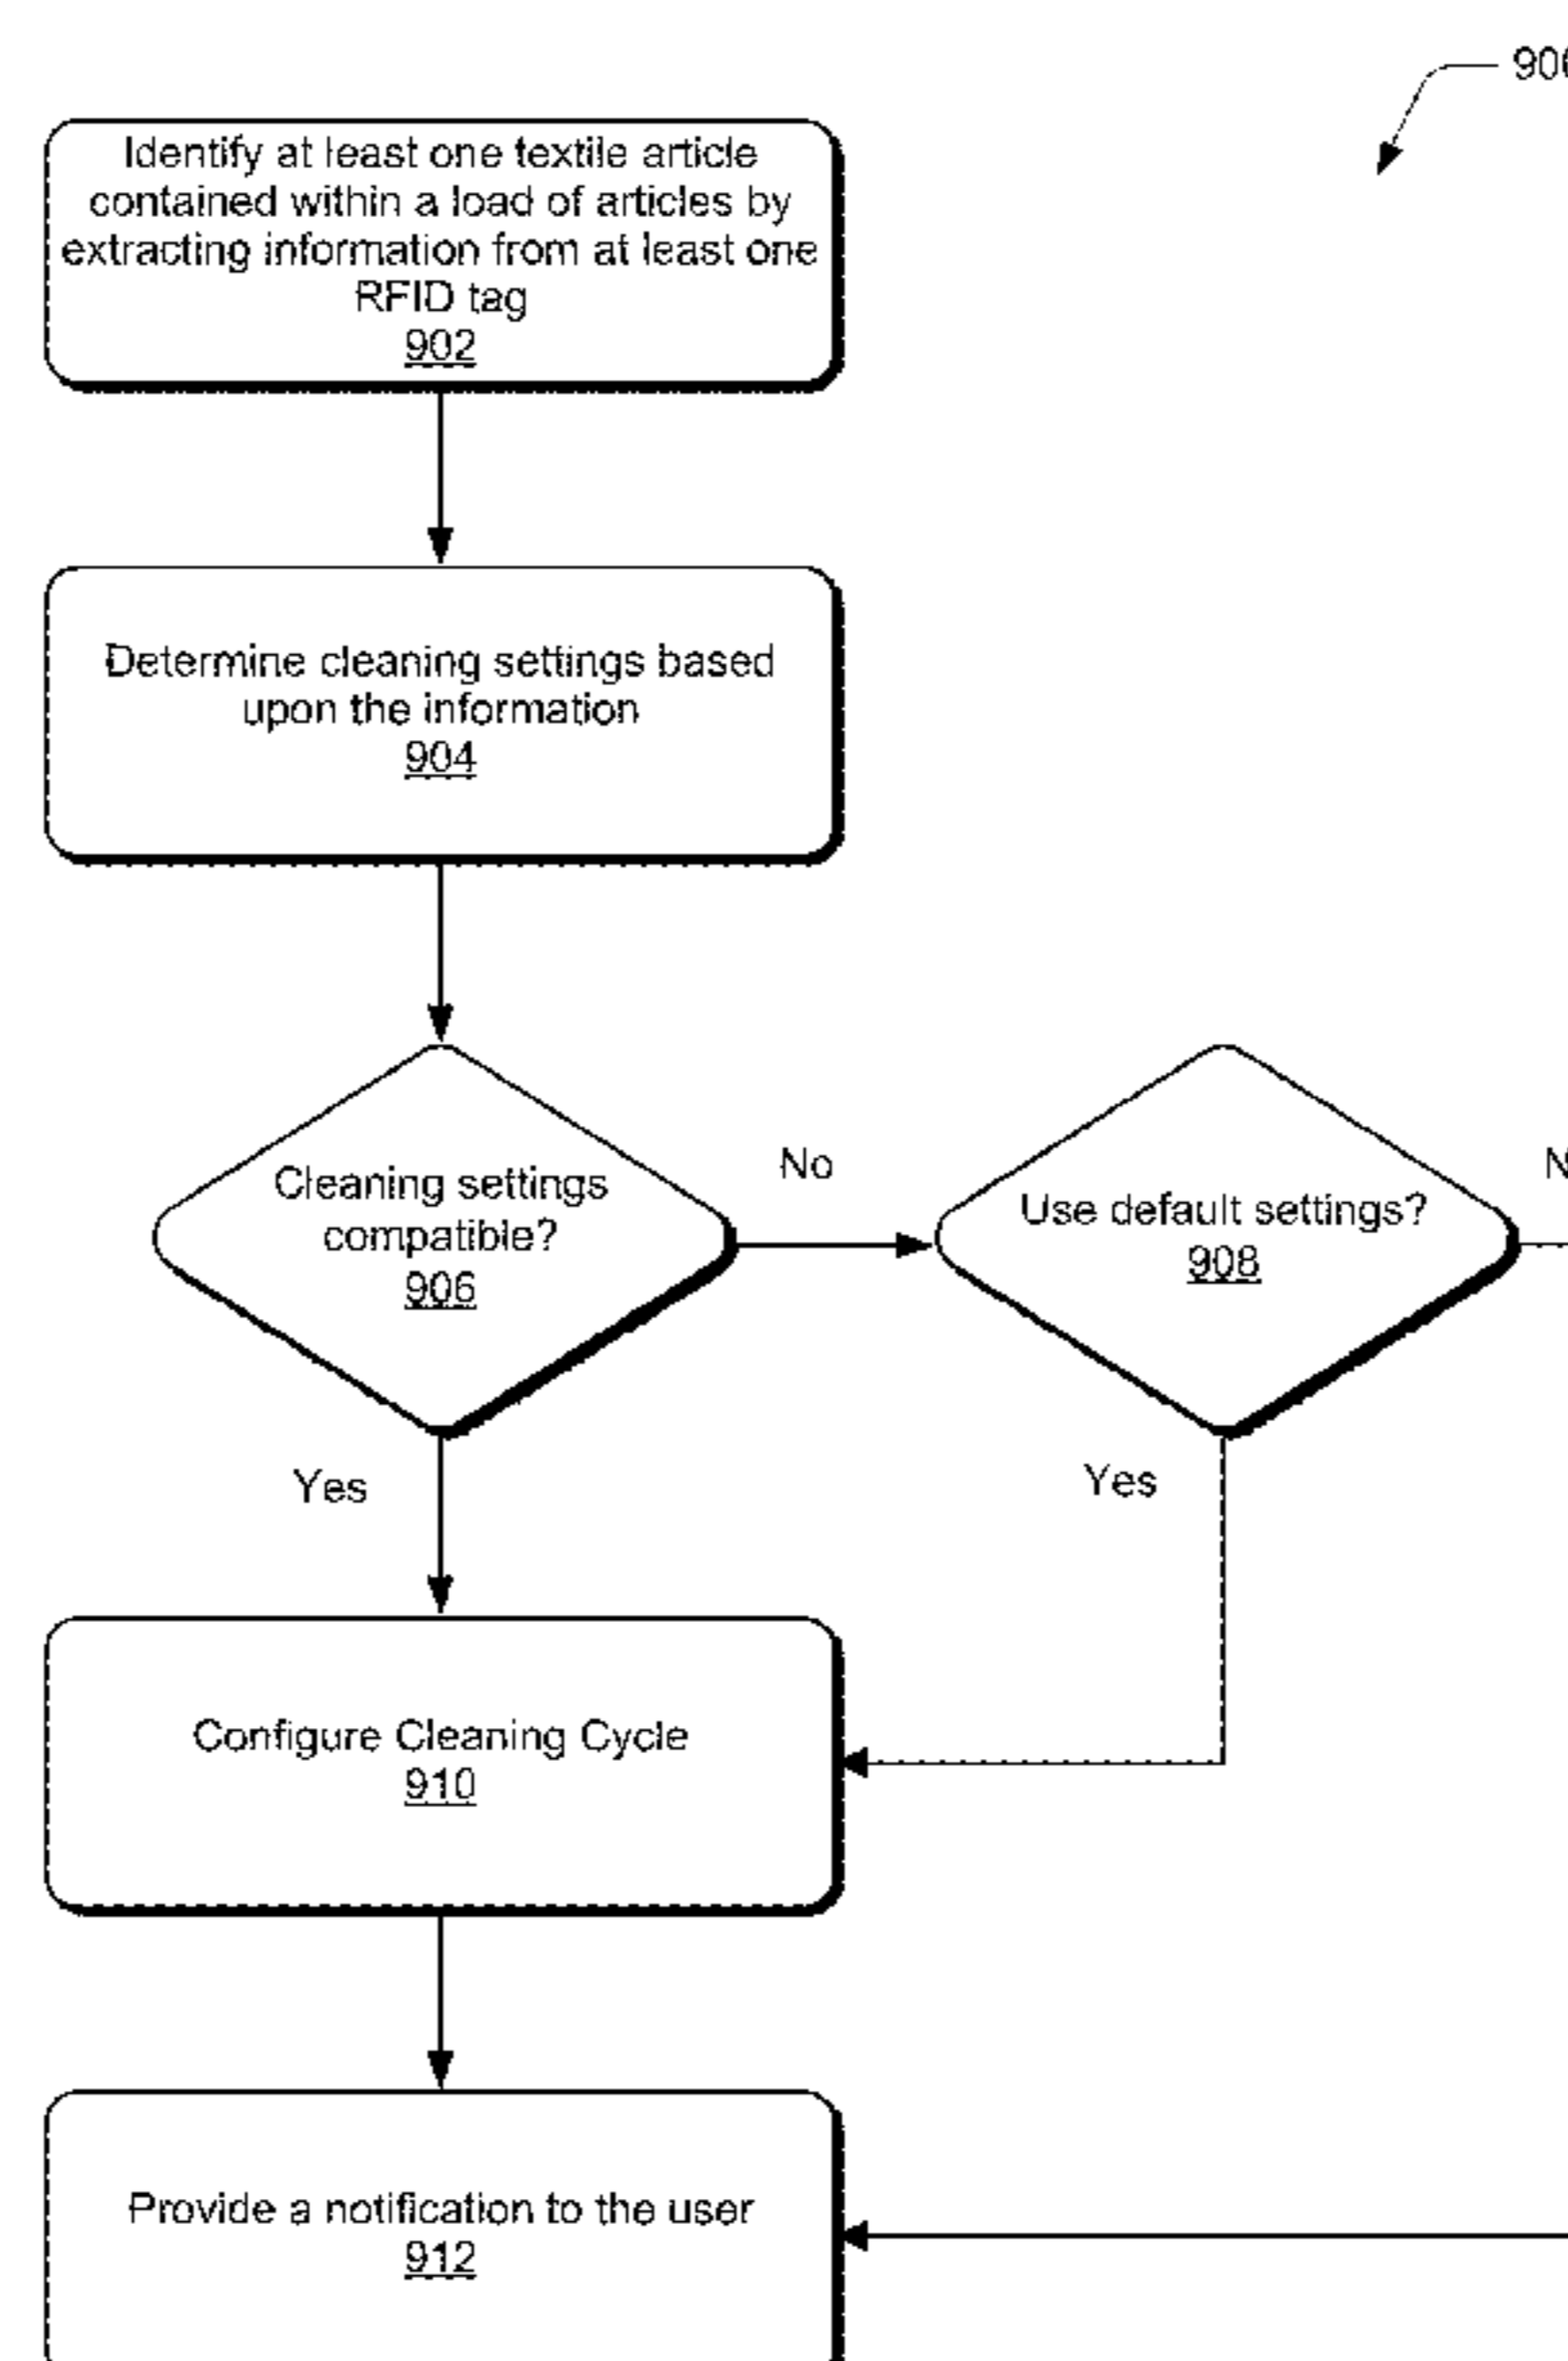 Identify at least one textile article
contained within a load of articles by
extracting information from at least one
RFID tag
902
Determine cleaning settings based
upon the information
904
Cleaning settings
compatible?
906
No
Use default settings?
908
Yes
Yes
Configure Cleaning Cycle
910
Provide a notification to the user
912